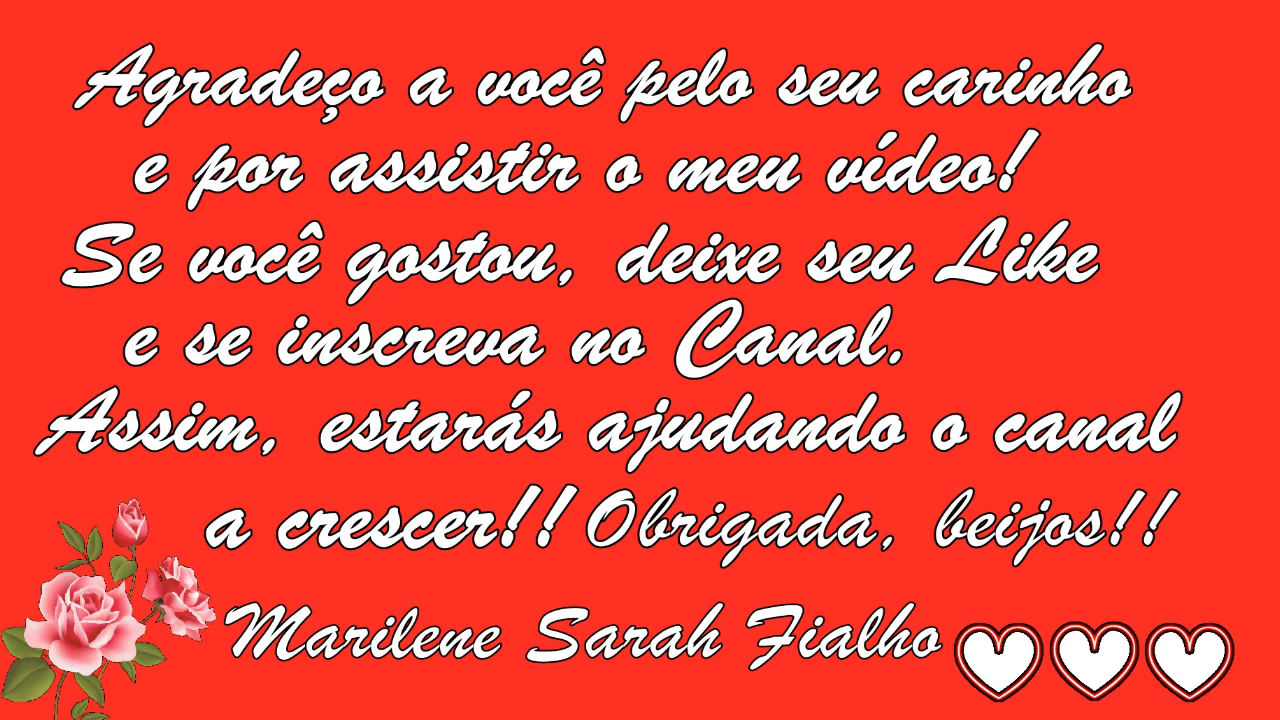 Agradeço a você pelo seu carinho
e por assistir o meu vídeo!
Se você gostou, deixe seu Like
e se inscreva no Canal.
Assim, estarás ajudando o canal
a crescer!! Obrigada, beijos!!
Marilene Sarah Fialho